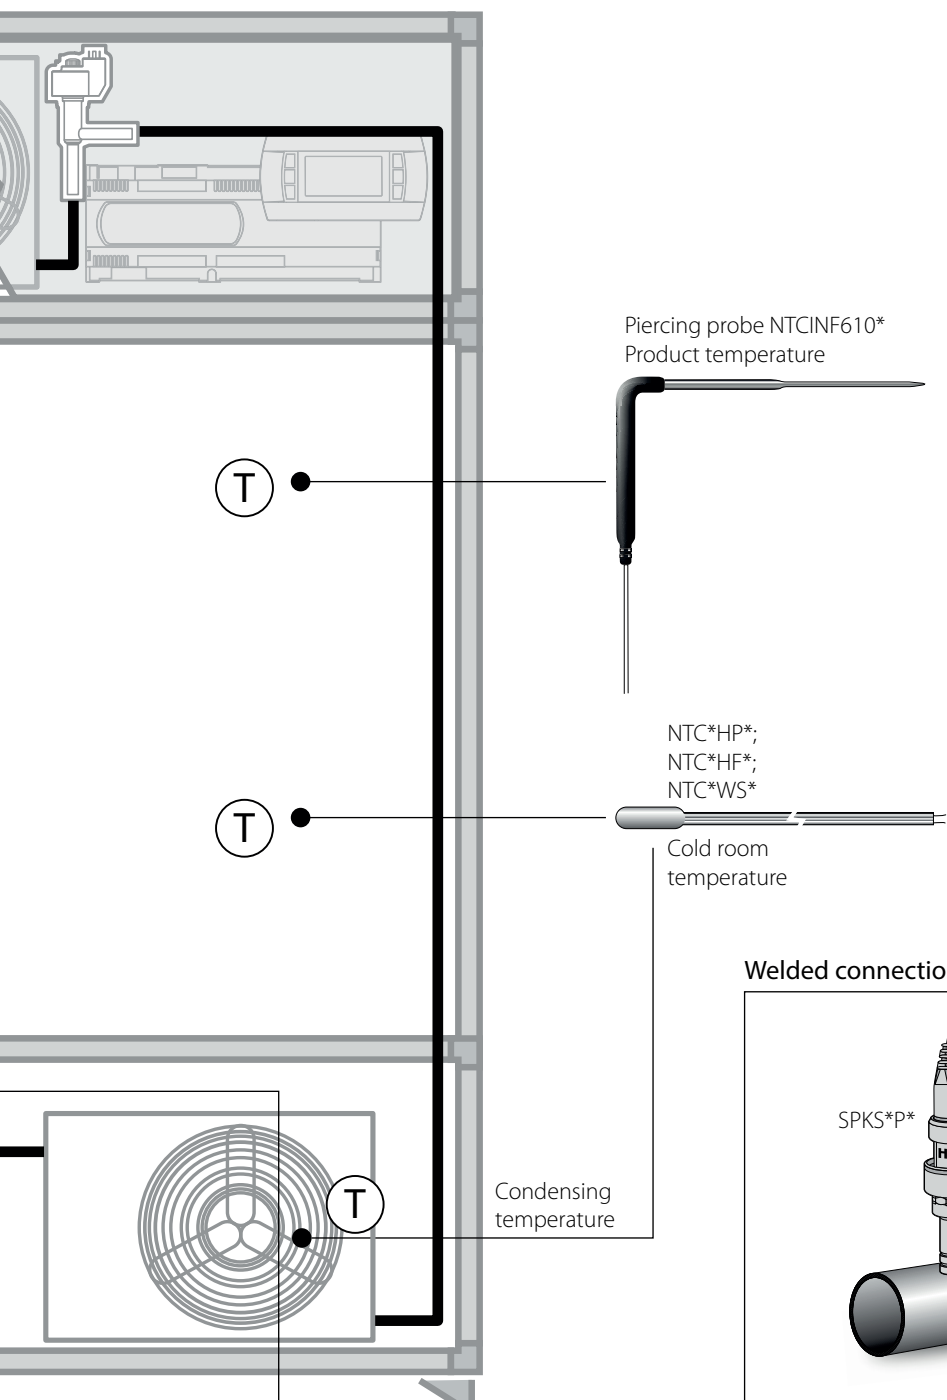 Piercing probe NTCINF610*
Product temperature
T
NTC*HP*;
NTC*HF*;
NTC*WS*
T
Cold room
temperature
Welded connectio
SPKS*P*
H
T
Condensing
temperature